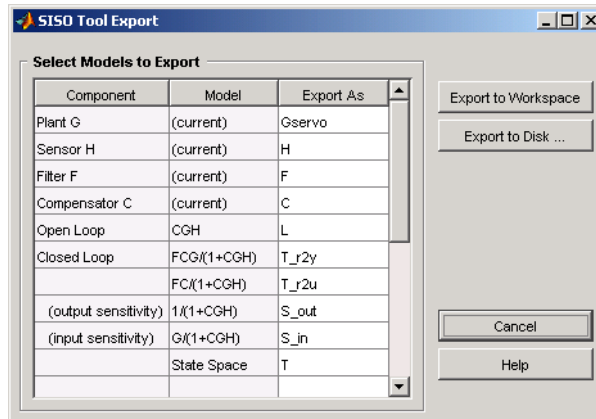 SISO Tool Export
Select Models to Export
Component Model Export As
Plant G (current) Gservo
Sensor H (current) H
Filter F (current) F
Compensator C (current) C
Open Loop CGH L
Closed Loop FCG/(1+CGH) T_r2y
FC/(1+CGH) T_r2u
(output sensitivity) 1/(1+CGH) S_out
(input sensitivity) G/(1+CGH) S_in
State Space T
Export to Workspace
Export to Disk ...
Cancel
Help